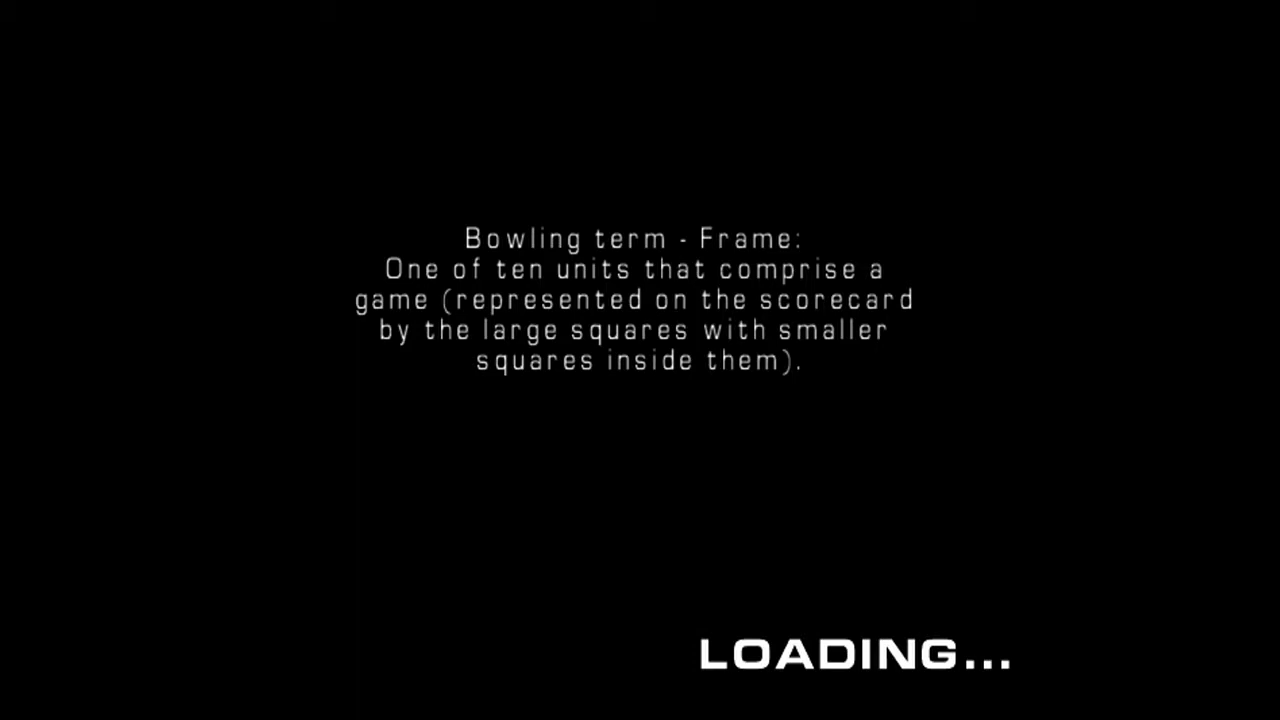 Bowling term - Frame:
One of ten units that comprise a
game (represented on the scorecard
by the large squares with smaller
squares inside them).
LOADING...